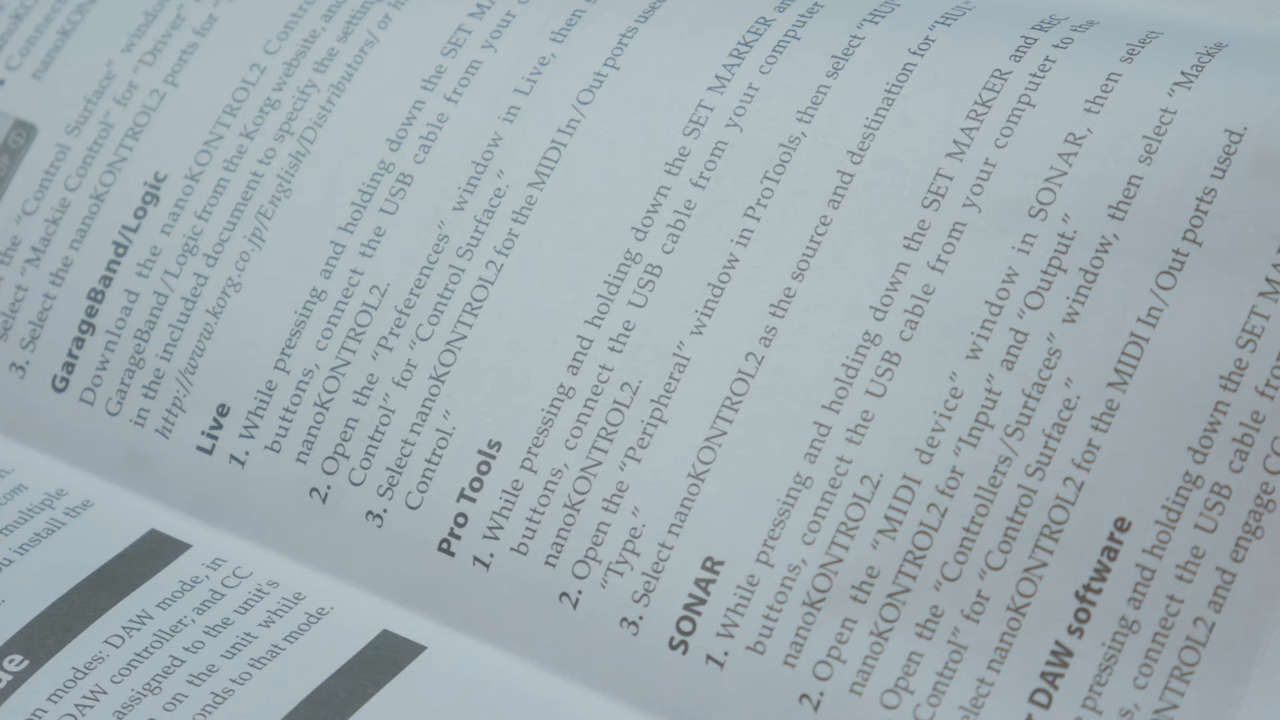 multiple
install the
on modes: DAW mode, in
DAW controller, and CC
assigned to the unit's
on the unit while
onds to that mode.
Connec
nanoK
the "Control Surface" window
select "Mackie Control" for "Driver"
3. Select the nanoKONTROL2 ports for
GarageBand/Logic
Download the nanoKONTROL2 Contro
GarageBand/Logic from the Korg website, an
in the included document to specify the setting
http://www.korg.co.jp/English/Distributors/ or h
Live
1. While pressing and holding down the SET MA
buttons, connect the USB cable from your c
nanoKONTROL2.
2. Open the "Preferences" window in Live, then s
Control" for "Control Surface."
3. Select nanoKONTROL2 for the MIDI In/Out ports used
Control."
Pro Tools
1. While pressing and holding down the SET MARKER an
buttons, connect the USB cable from your computer
nanoKONTROL2.
2. Open the "Peripheral" window in ProTools, then select "HUI"
"Type."
3. Select nanoKONTROL2 as the source and destination for "HUI."
SONAR
1. While pressing and holding down the SET MARKER and REC
buttons, connect the USB cable from your computer to the
nanoKONTROL2.
2. Open the "MIDI device" window in SONAR, then select
nanoKONTROL2 for "Input" and "Output."
Open the "Controllers/Surfaces" window, then select "Mackie
Control" for "Control Surface."
elect nanoKONTROL2 for the MIDI In/Out ports used.
r DAW software
pressing and holding down the SET MAR
s, connect the USB cable from
NTROL2 and engage CC